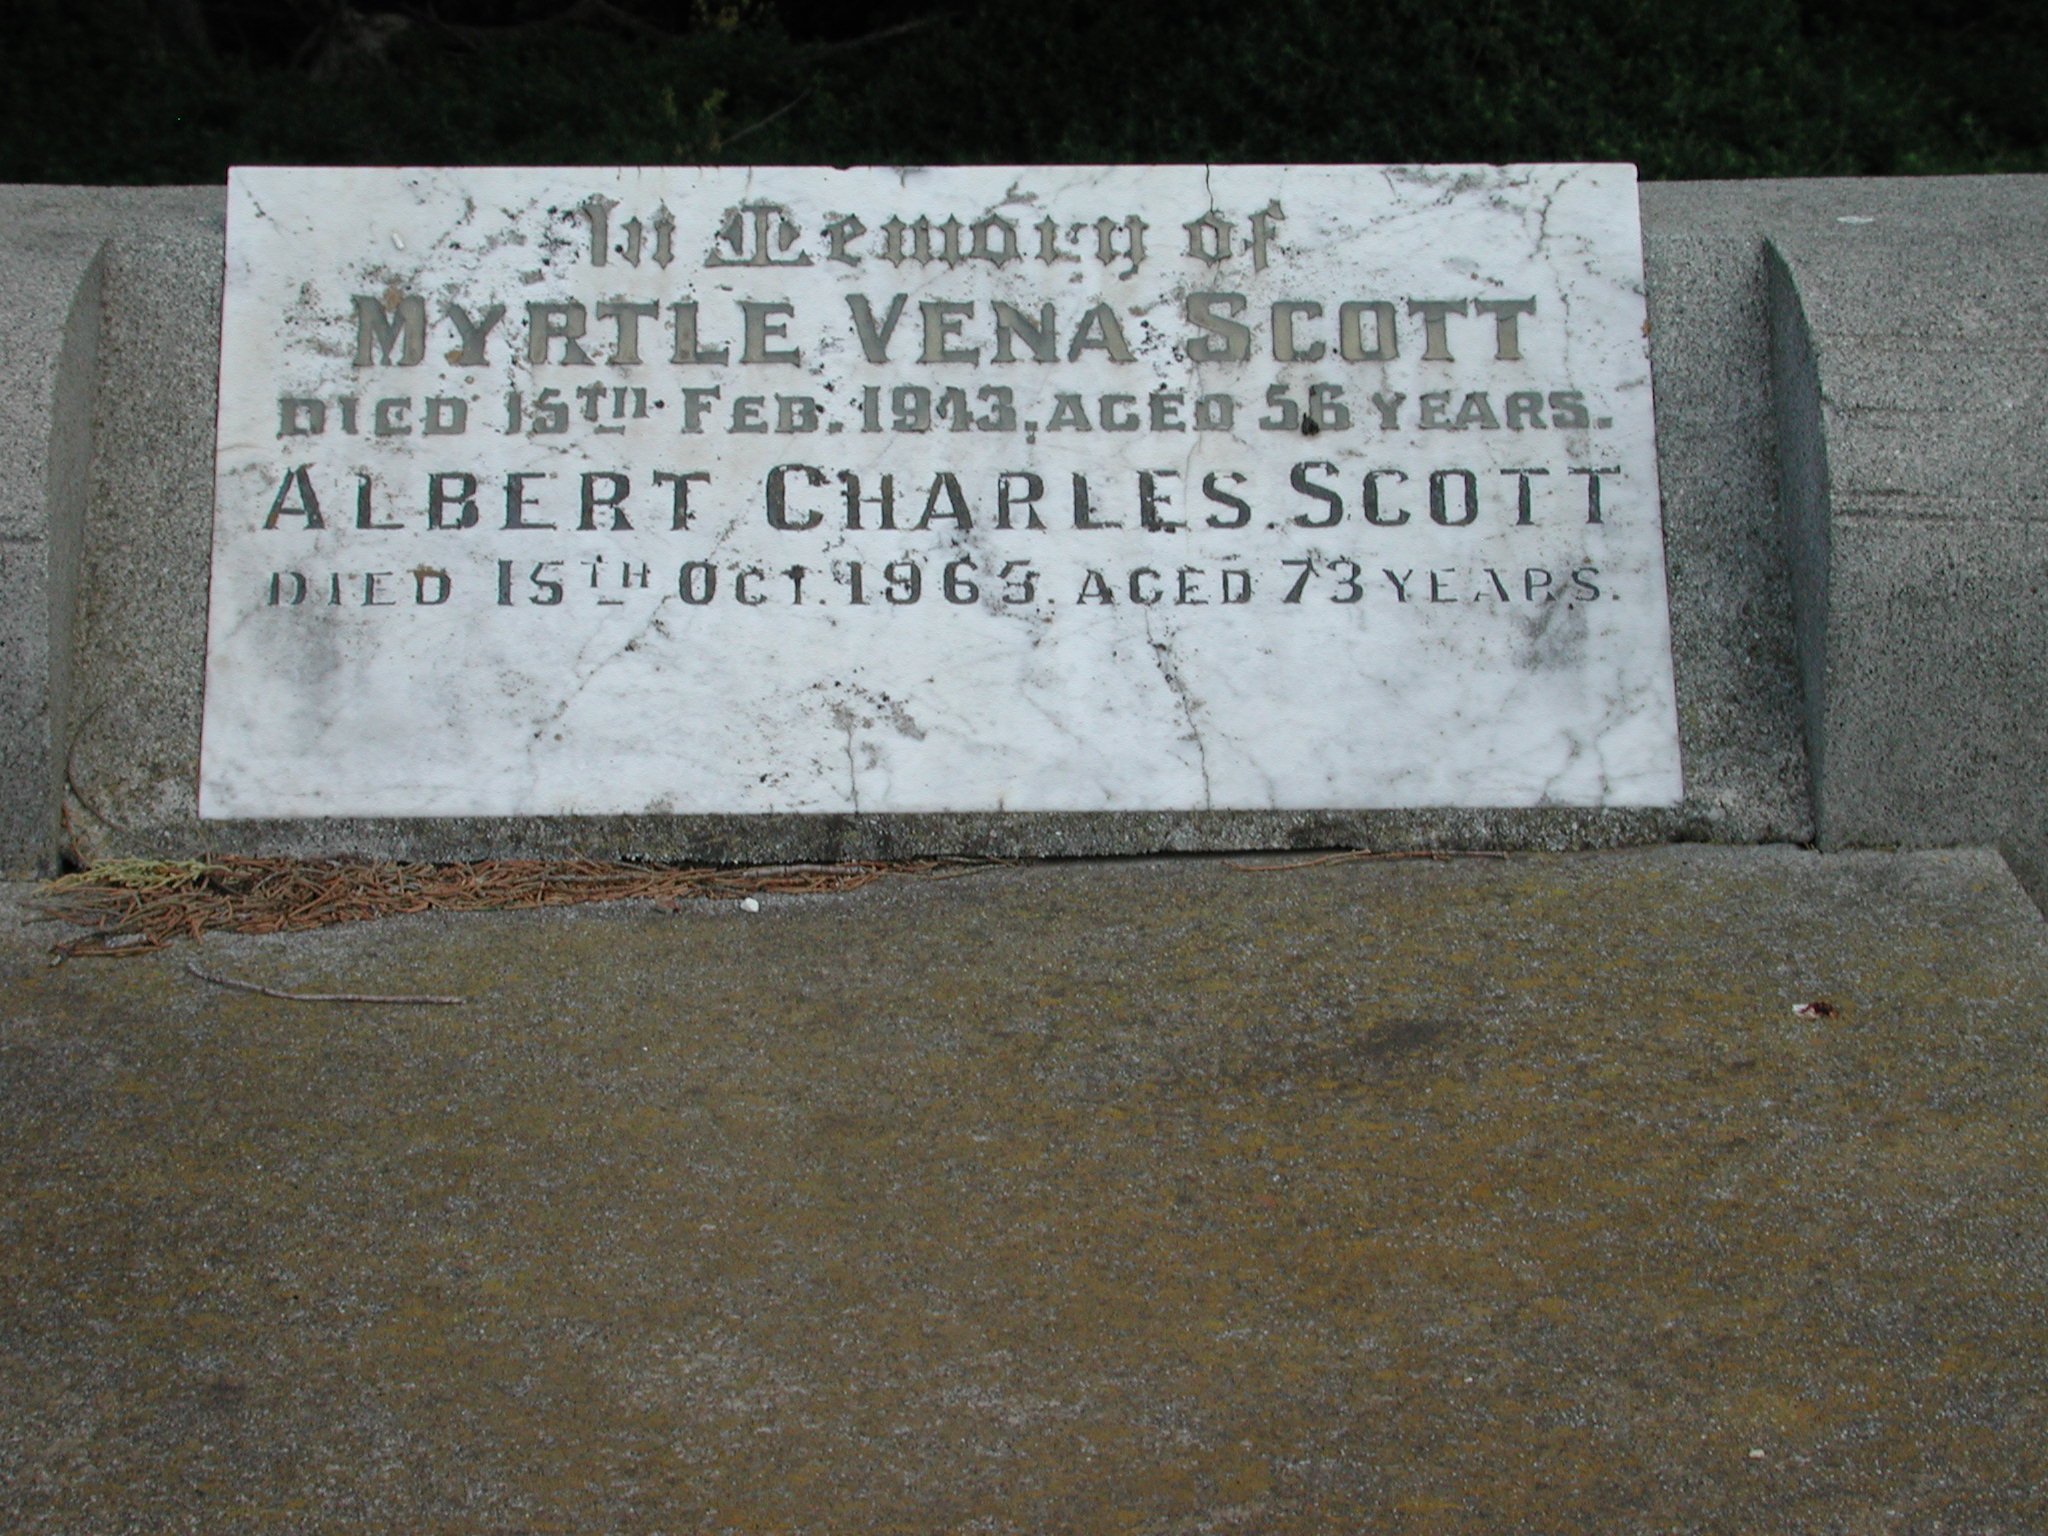 In Memory of
MYRTLE VENA SCOTT
DIED 15TH FEB. 1943, AGED 56 YEARS.
ALBERT CHARLES SCOTT
DIED 15TH OCT. 1965. AGED 73 YEARS.